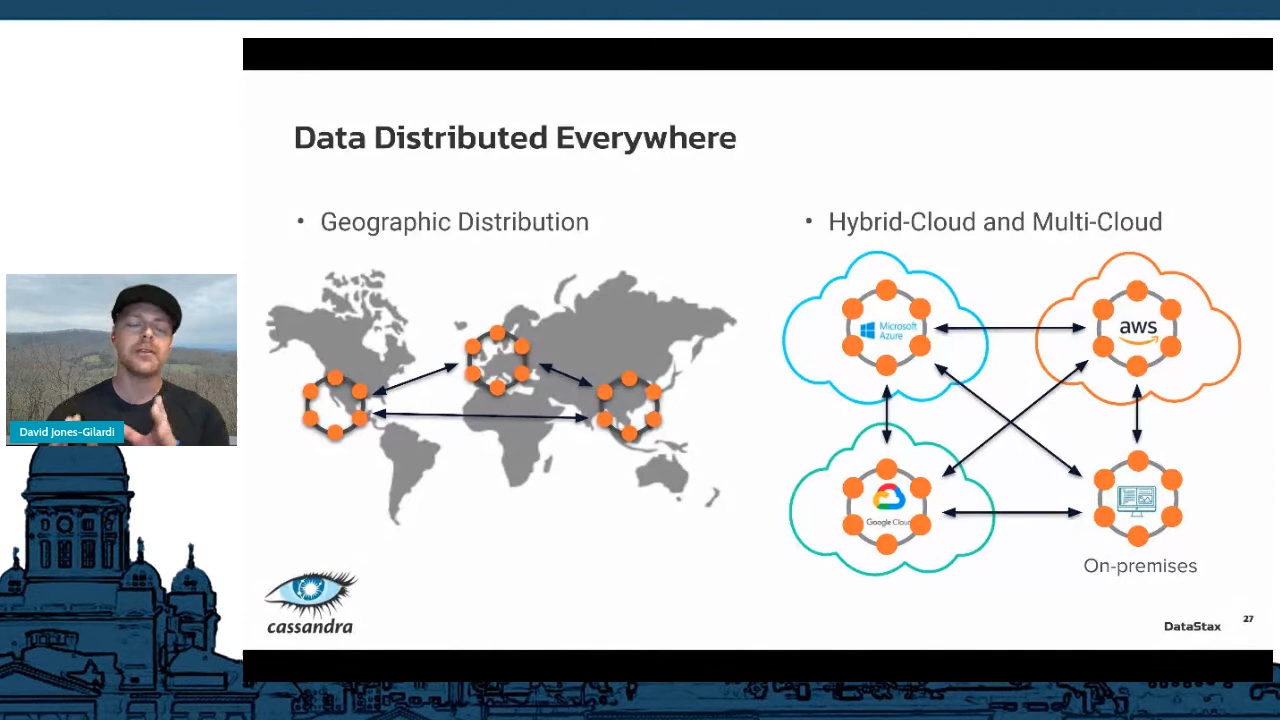 Data Distributed Everywhere
• Geographic Distribution
• Hybrid-Cloud and Multi-Cloud
Microsoft
Azure
aws
Google Cloud
On-premises
David Jones-Gilardi
cassandra
DataStax
27